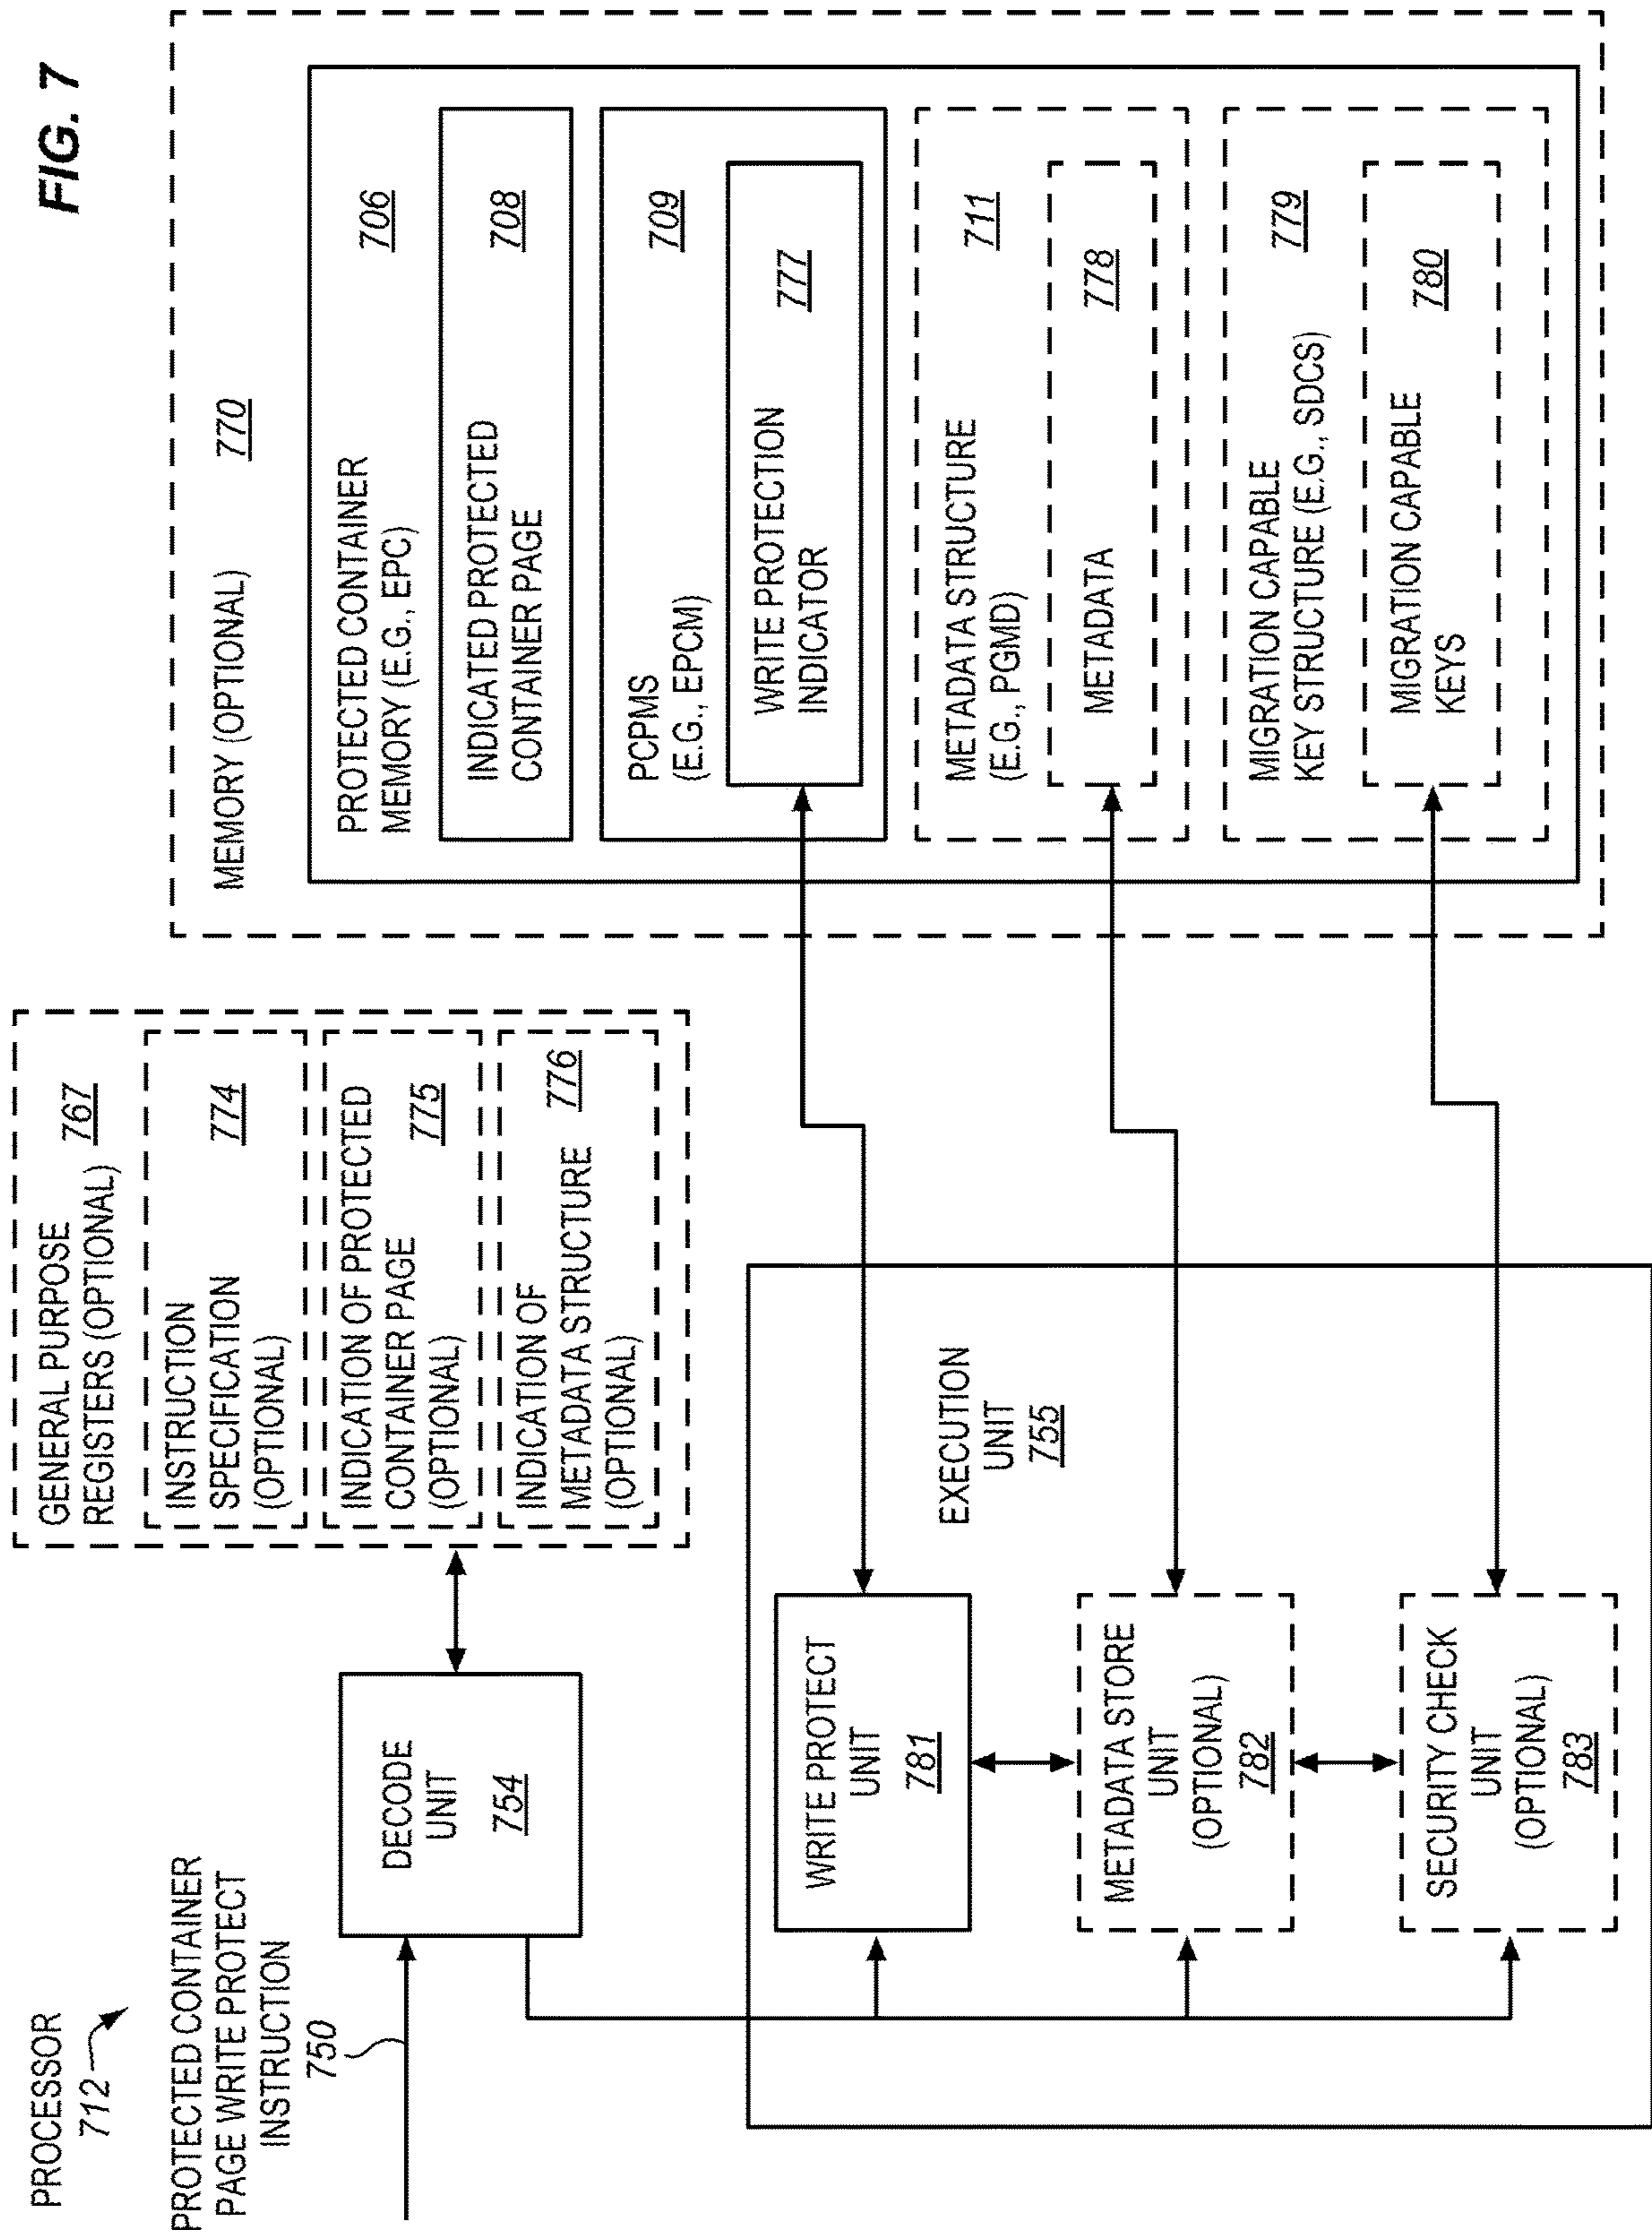 FIG. 7
PROCESSOR
712
PROTECTED CONTAINER
PAGE WRITE PROTECT
INSTRUCTION
750
DECODE
UNIT
754
GENERAL PURPOSE
REGISTERS (OPTIONAL)
767
INSTRUCTION
SPECIFICATION
(OPTIONAL)
774
INDICATION OF PROTECTED
CONTAINER PAGE
(OPTIONAL)
775
INDICATION OF
METADATA STRUCTURE
(OPTIONAL)
776
EXECUTION
UNIT
755
WRITE PROTECT
UNIT
781
METADATA STORE
UNIT
(OPTIONAL)
782
SECURITY CHECK
UNIT
(OPTIONAL)
783
MEMORY (OPTIONAL)
770
PROTECTED CONTAINER
MEMORY (E.G., EPC)
706
INDICATED PROTECTED
CONTAINER PAGE
708
PCPMS
(E.G., EPCM)
709
WRITE PROTECTION
INDICATOR
777
METADATA STRUCTURE
(E.G., PGMD)
711
METADATA
778
MIGRATION CAPABLE
KEY STRUCTURE (E.G., SDCS)
779
MIGRATION CAPABLE
KEYS
780